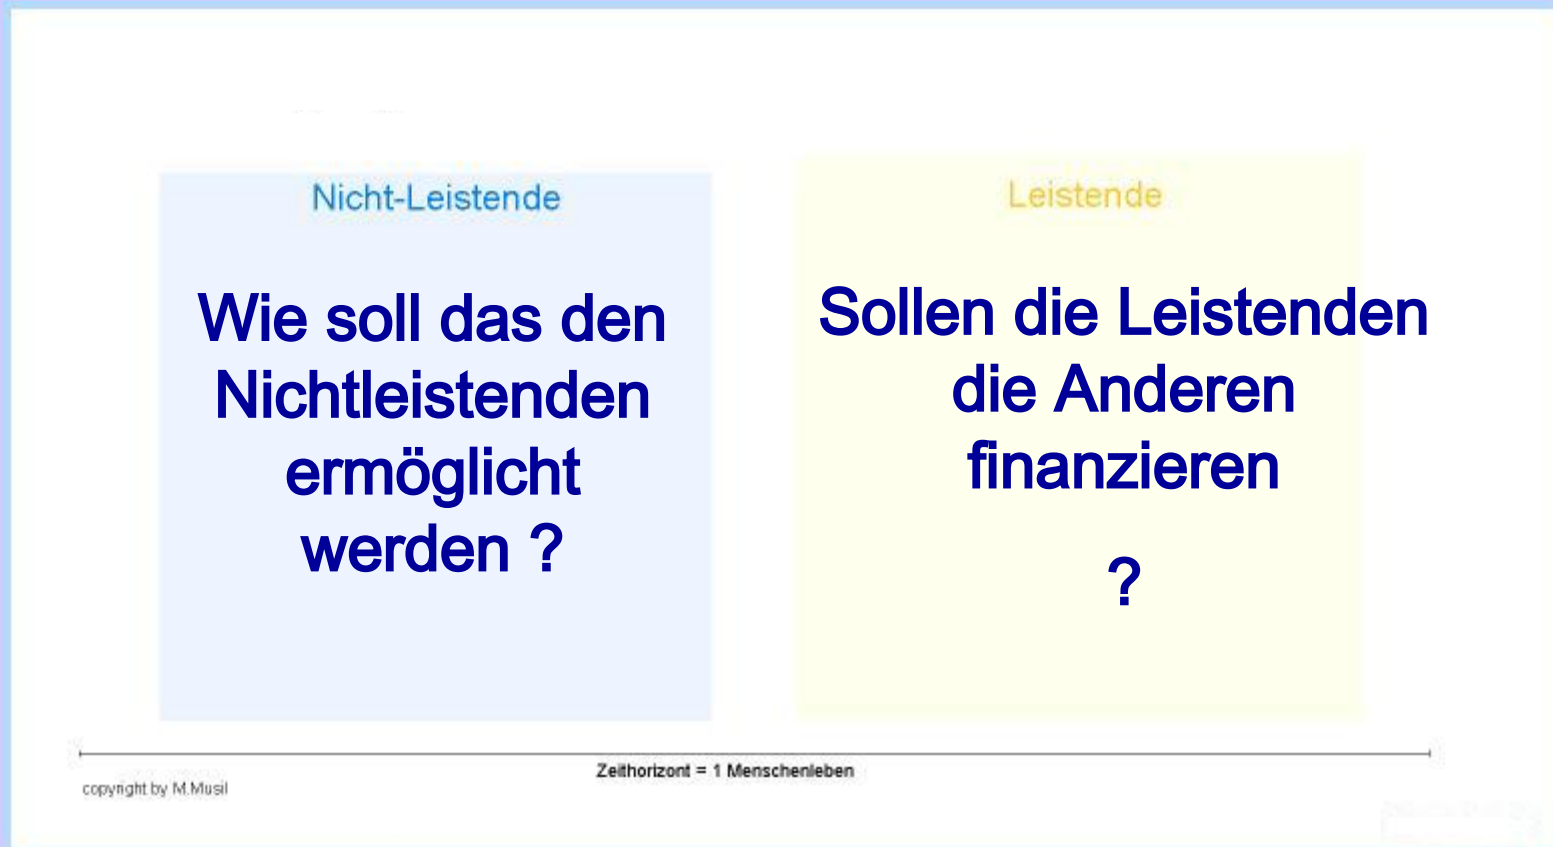 Nicht-Leistende
Wie soll das den
Nichtleistenden
ermöglicht
werden ?
Leistende
Sollen die Leistenden
die Anderen
finanzieren
?
Zeithorizont = 1 Menschenleben
copyright by M.Musil